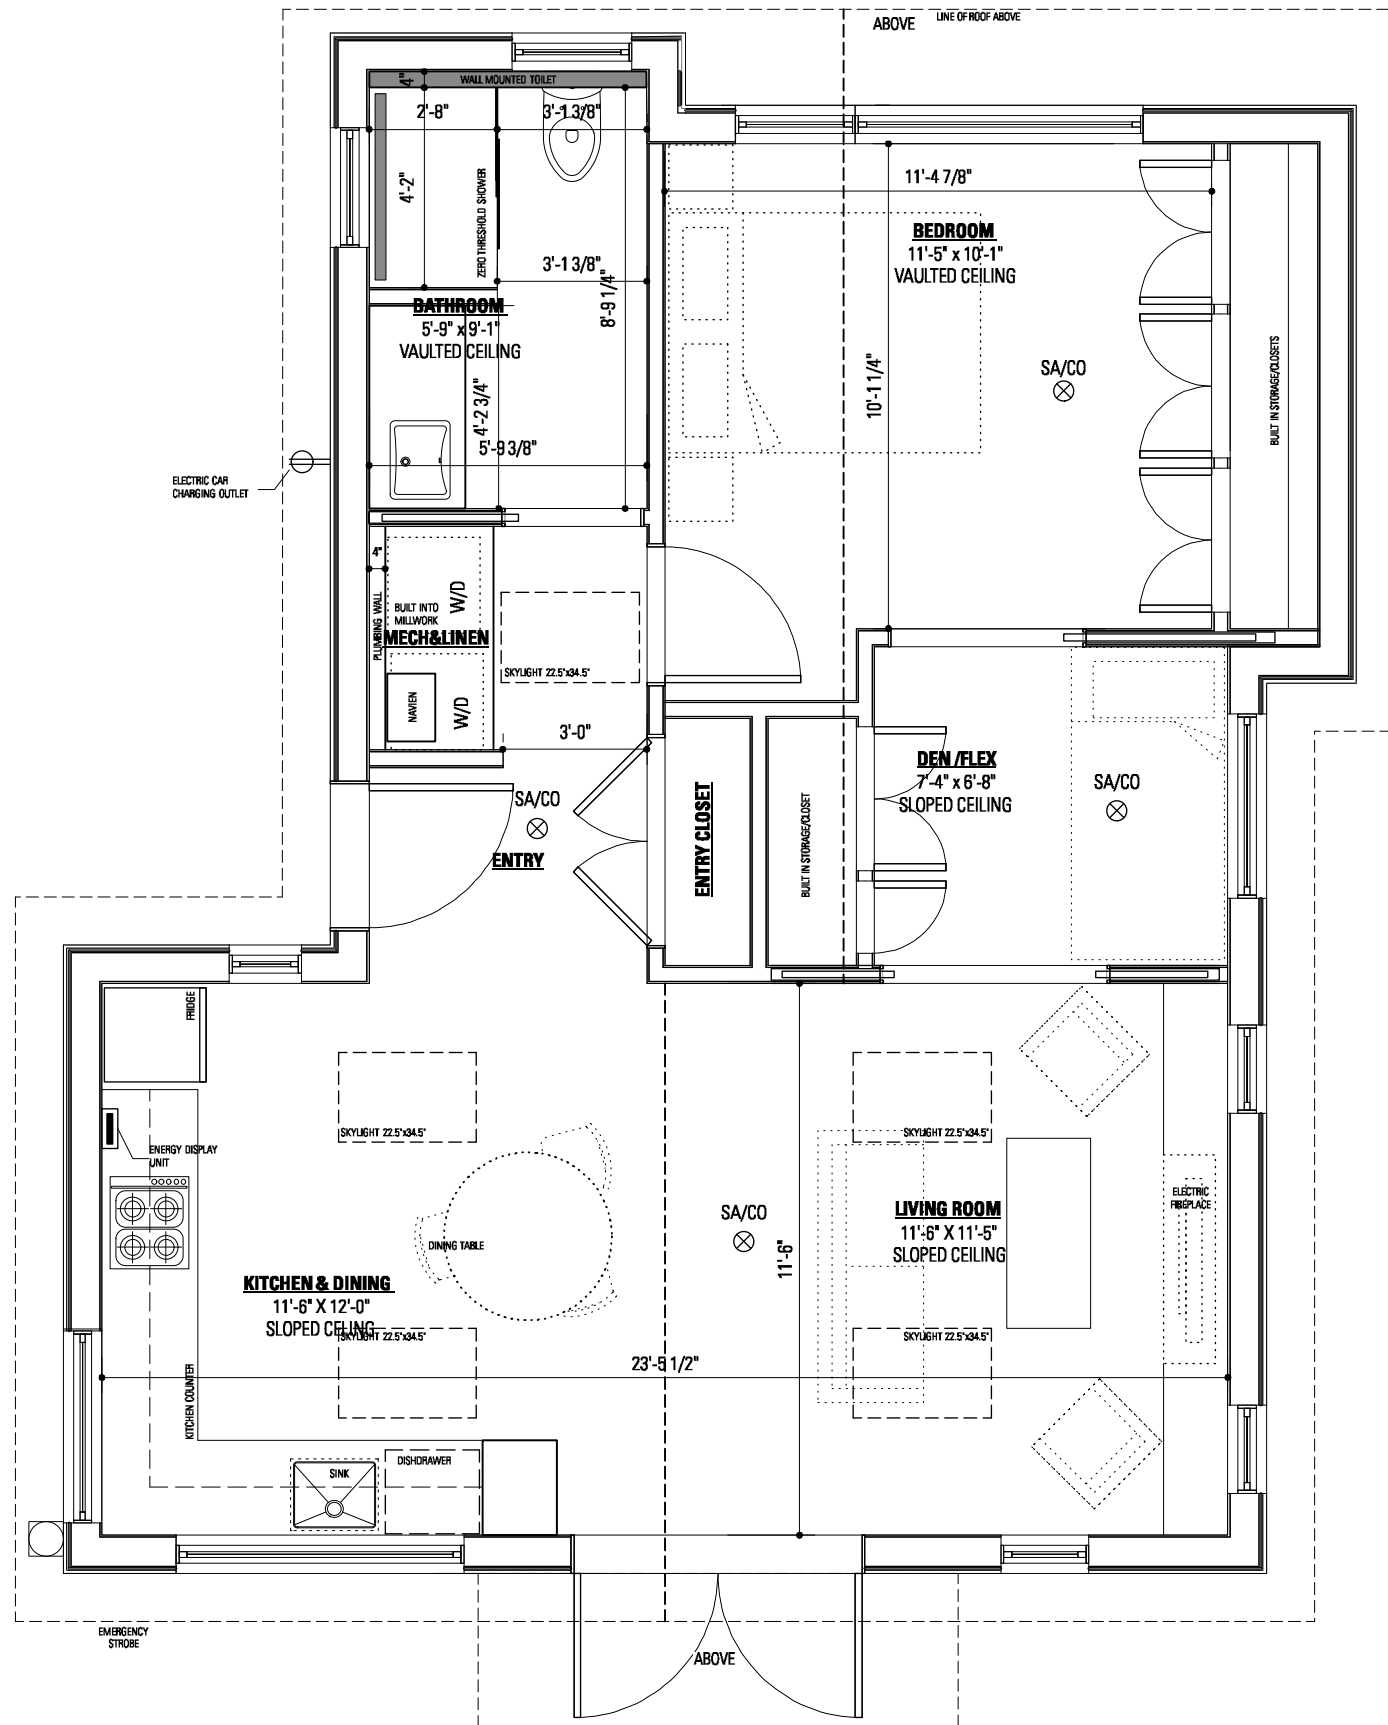 ABOVE
LINE OF ROOF ABOVE
4"
WALL MOUNTED TOILET
2'-8"
3'-1 3/8"
4'-2"
ZERO THRESHOLD SHOWER
11'-4 7/8"
BEDROOM
11'-5" x 10'-1"
VAULTED CEILING
3'-1 3/8"
8'-9 1/4"
BATHROOM
5'-9" x 9'-1"
VAULTED CEILING
SA/CO
10'-1 1/4"
BUILT IN STORAGE/CLOSETS
4'-2 3/4"
5'-9 3/8"
ELECTRIC CAR
CHARGING OUTLET
4"
PLUMBING WALL
W/D
BUILT INTO
MILLWORK
MECH&LINEN
SKYLIGHT 22.5"x34.5"
NAVIEN
W/D
3'-0"
DEN /FLEX
7'-4" x 6'-8"
SLOPED CEILING
SA/CO
SA/CO
ENTRY
ENTRY CLOSET
BUILT IN STORAGE/CLOSET
FRIDGE
SKYLIGHT 22.5"x34.5"
SKYLIGHT 22.5"x34.5"
ENERGY DISPLAY
UNIT
ELECTRIC
FIREPLACE
LIVING ROOM
11'-6" X 11'-5"
SLOPED CEILING
SA/CO
11'-6"
DINING TABLE
KITCHEN & DINING
11'-6" X 12'-0"
SLOPED CELING
SKYLIGHT 22.5"x34.5"
SKYLIGHT 22.5"x34.5"
23'-5 1/2"
KITCHEN COUNTER
SINK
DISHDRAWER
EMERGENCY
STROBE
ABOVE